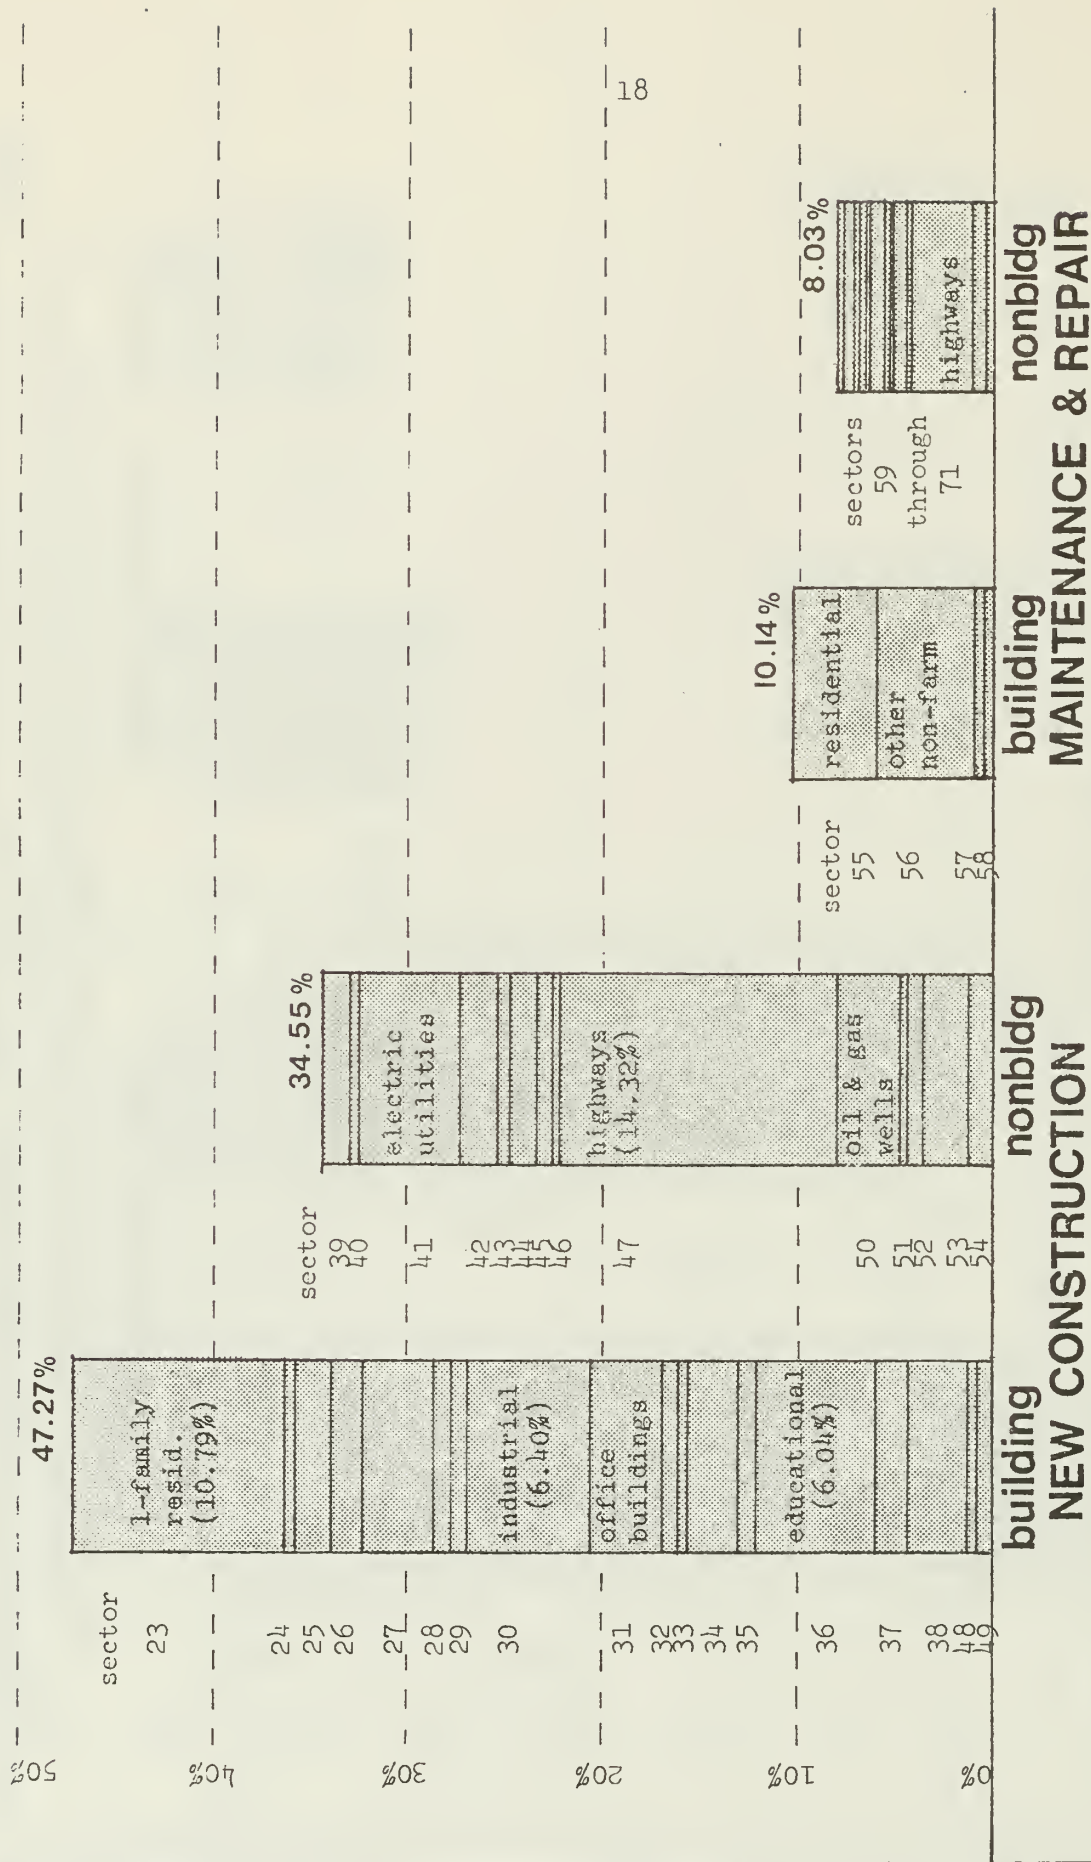 18
50%
40%
30%
20%
10%
0%
sector
23
24
25
26
27
28
29
30
31
32
33
34
35
36
37
38
48
49
47.27%
1-family
resid.
(10.79%)
industrial
(6.40%)
office
buildings
educational
(6.04%)
building
sector
39
40
41
42
43
44
45
46
47
50
51
52
53
54
34.55%
electric
utilities
highways
(14.32%)
oil & gas
wells
nonbldg
NEW CONSTRUCTION
sector
55
56
57
58
10.14%
residential
other
non-farm
building
sectors
59
through
71
8.03%
highways
nonbldg
MAINTENANCE & REPAIR